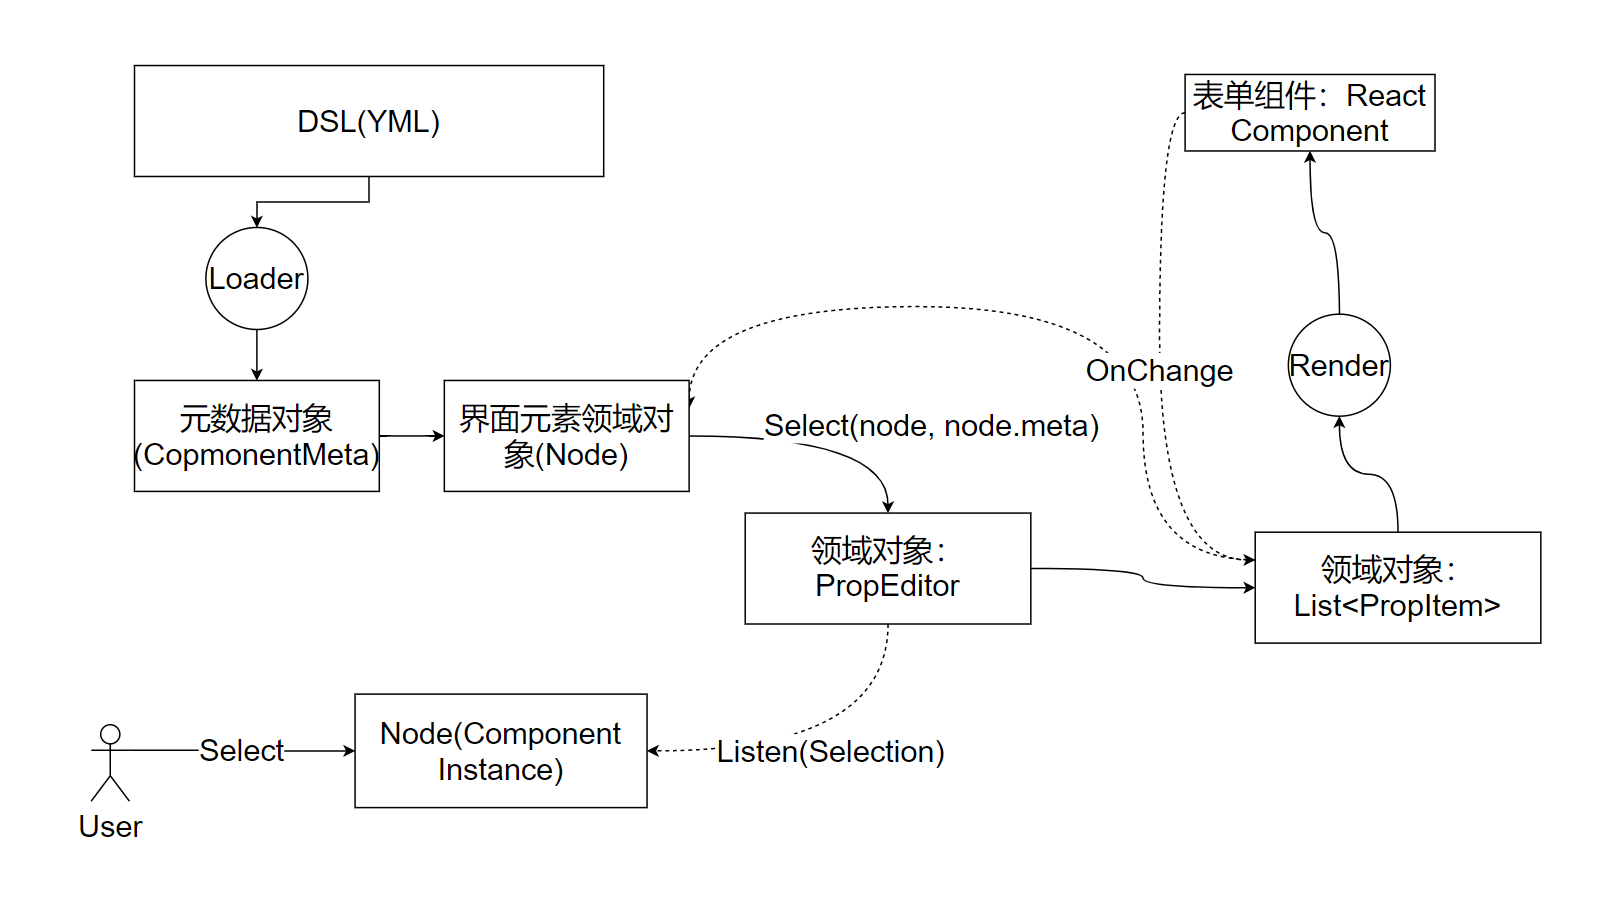 DSL(YML)
表单组件：React
Component
Loader
OnChange
Render
元数据对象
(CopmonentMeta)
界面元素领域对
象(Node)
Select(node, node.meta)
领域对象：
PropEditor
领域对象：
List<PropItem>
Select
Node(Component
Instance)
Listen(Selection)
User